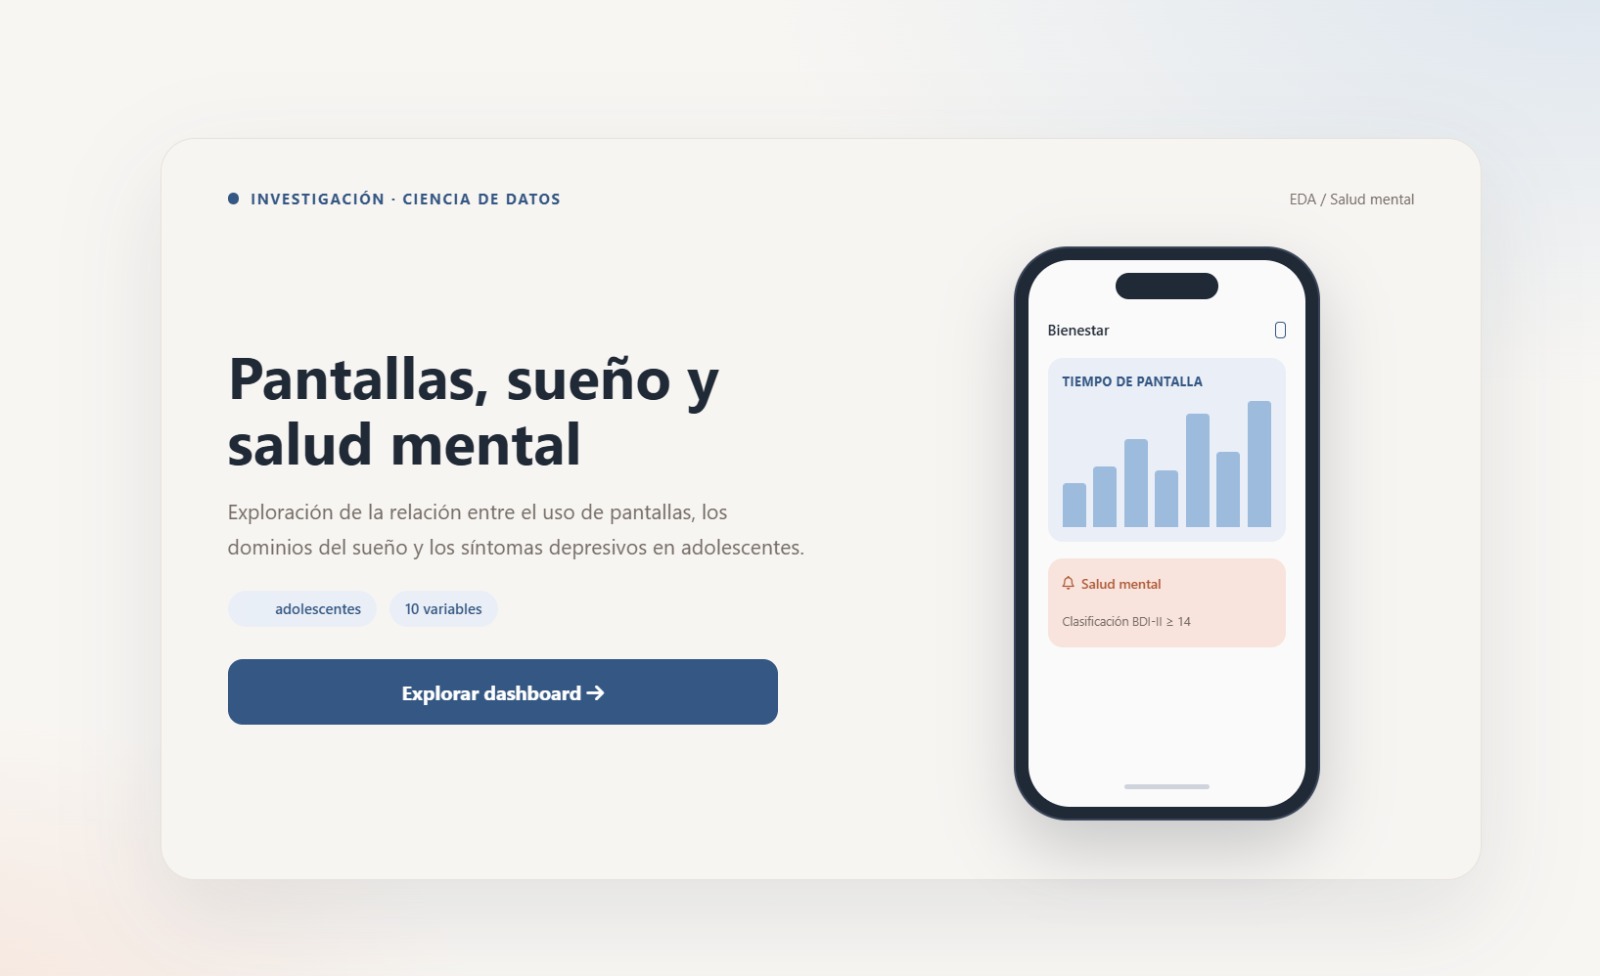 INVESTIGACIÓN · CIENCIA DE DATOS
EDA / Salud mental
Pantallas, sueño y
salud mental
Exploración de la relación entre el uso de pantallas, los
dominios del sueño y los síntomas depresivos en adolescentes.
adolescentes
10 variables
Explorar dashboard →
Bienestar
TIEMPO DE PANTALLA
Salud mental
Clasificación BDI-II ≥ 14